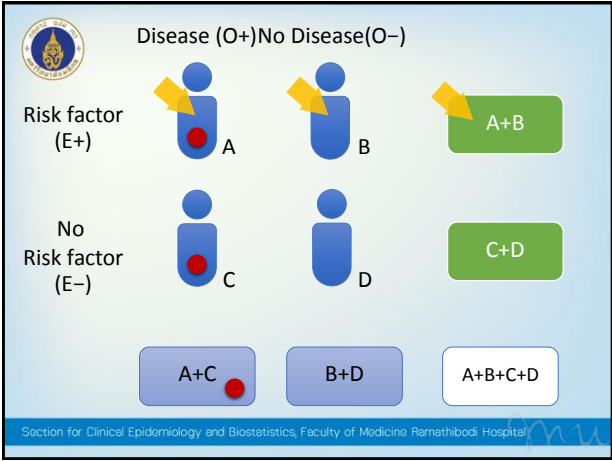 Disease (O+)No Disease(O−)
Risk factor
(E+)
A
B
A+B
No
Risk factor
(E−)
C
D
C+D
A+C
B+D
A+B+C+D
Section for Clinical Epidemiology and Biostatistics, Faculty of Medicine Ramathibodi Hospital
mu